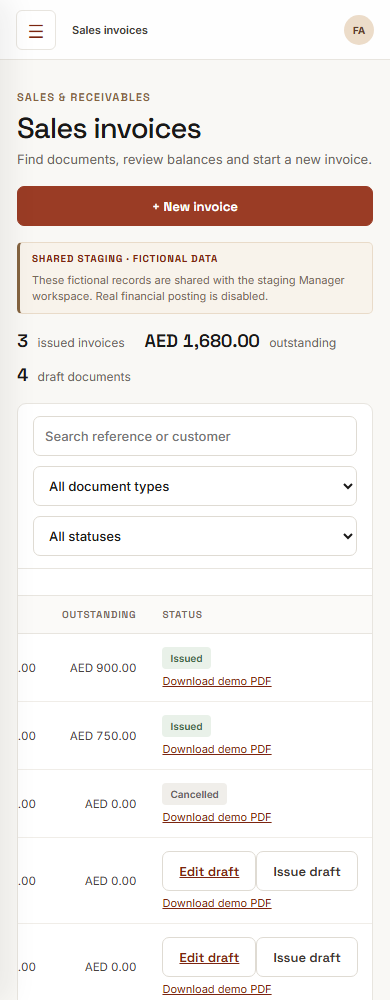 ☰ Sales invoices FA
SALES & RECEIVABLES
Sales invoices
Find documents, review balances and start a new invoice.
+ New invoice
SHARED STAGING · FICTIONAL DATA
These fictional records are shared with the staging Manager
workspace. Real financial posting is disabled.
3 issued invoices AED 1,680.00 outstanding
4 draft documents
Search reference or customer
All document types
All statuses
OUTSTANDING STATUS
.00 AED 900.00 Issued
Download demo PDF
.00 AED 750.00 Issued
Download demo PDF
.00 AED 0.00 Cancelled
Download demo PDF
.00 AED 0.00 Edit draft Issue draft
Download demo PDF
.00 AED 0.00 Edit draft Issue draft
Download demo PDF